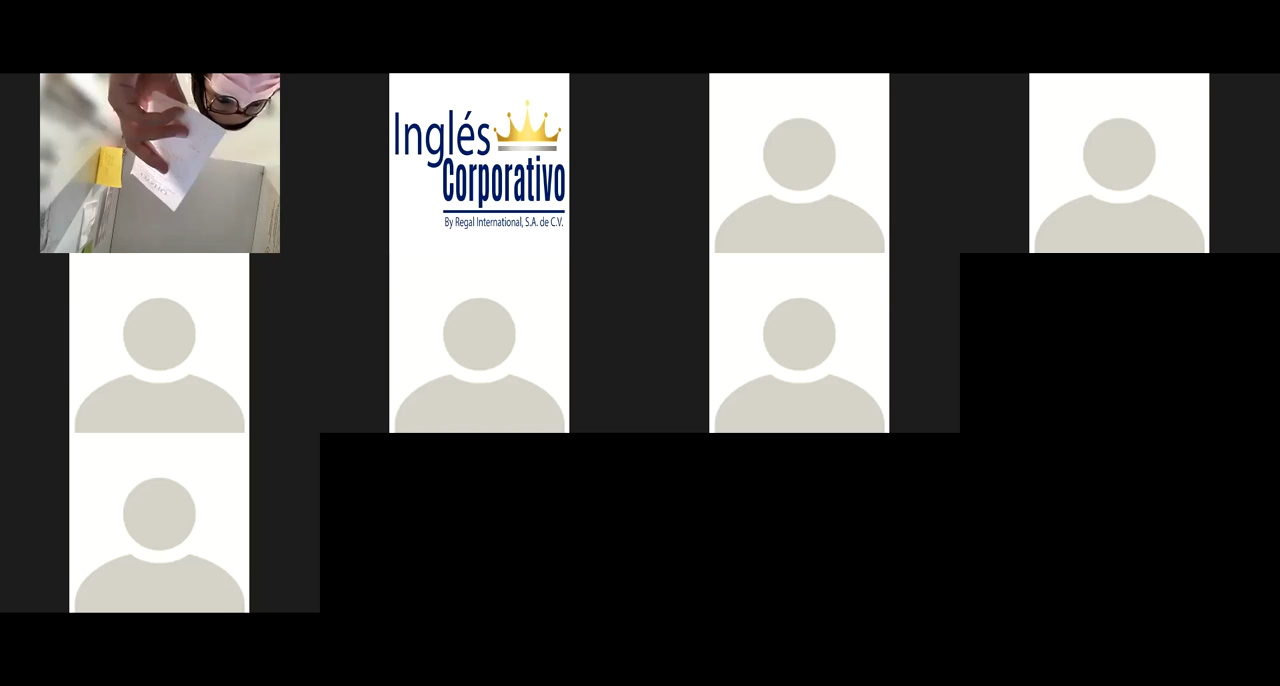 Inglés
Corporativo
By Regal International, S.A. de C.V.